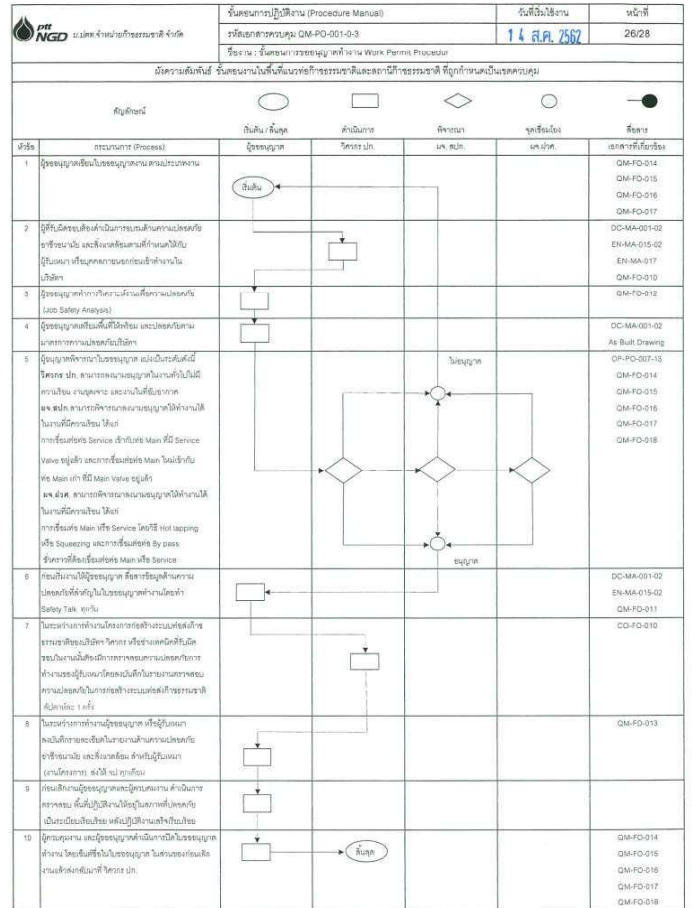 ptt
NGD บ.ปตท.จำหน่ายก๊าซธรรมชาติ จำกัด
ขั้นตอนการปฏิบัติงาน (Procedure Manual)
วันที่เริ่มใช้งาน
หน้าที่
รหัสเอกสารควบคุม QM-PO-001-0-3
1 4 ส.ค. 2562
26/28
ชื่องาน : ขั้นตอนการขออนุญาตทำงาน Work Permit Procedur
ผังความสัมพันธ์ ขั้นตอนงานในพื้นที่แนวท่อก๊าซธรรมชาติและสถานีก๊าซธรรมชาติ ที่ถูกกำหนดเป็นเขตควบคุม
สัญลักษณ์
เริ่มต้น / สิ้นสุด
ดำเนินการ
พิจารณา
จุดเชื่อมโยง
สื่อสาร
หัวข้อ
กระบวนการ (Process)
ผู้ขออนุญาต
วิศวกร ปก.
ผจ. สปก.
ผจ.ฝวศ.
เอกสารที่เกี่ยวข้อง
1
ผู้ขออนุญาตเขียนใบขออนุญาตงาน ตามประเภทงาน
เริ่มต้น
QM-FO-014
QM-FO-015
QM-FO-016
QM-FO-017
2
ผู้ที่รับผิดชอบต้องดำเนินการอบรมด้านความปลอดภัย
อาชีวอนามัย และสิ่งแวดล้อมตามที่กำหนดให้กับ
ผู้รับเหมา หรือบุคคลภายนอกก่อนเข้าทำงานใน
บริษัทฯ
DC-MA-001-02
EN-MA-015-02
EN-MA-017
QM-FO-010
3
ผู้ขออนุญาตทำการวิเคราะห์งานเพื่อความปลอดภัย
(Job Safety Analysis)
QM-FO-012
4
ผู้ขออนุญาตเตรียมพื้นที่ให้พร้อม และปลอดภัยตาม
มาตรการความปลอดภัยบริษัทฯ
DC-MA-001-02
As Built Drawing
5
ผู้อนุญาตพิจารณาใบขออนุญาต แบ่งเป็นระดับดังนี้
วิศวกร ปก. สามารถลงนามอนุญาตในงานทั่วไปไม่มี
ความร้อน งานขุดเจาะ และงานในที่อับอากาศ
ผจ.สปก.สามารถพิจารณาลงนามอนุญาตให้ทำงานได้
ในงานที่มีความร้อน ได้แก่
การเชื่อมต่อท่อ Service เข้ากับท่อ Main ที่มี Service
Valve อยู่แล้ว และการเชื่อมต่อท่อ Main ใหม่เข้ากับ
ท่อ Main เก่า ที่มี Main Valve อยู่แล้ว
ผจ.ฝวศ. สามารถพิจารณาลงนามอนุญาตให้ทำงานได้
ในงานที่มีความร้อน ได้แก่
การเชื่อมต่อ Main หรือ Service โดยวิธี Hot tapping
หรือ Squeezing และการเชื่อมต่อท่อ By pass
ชั่วคราวที่ต้องเชื่อมต่อท่อ Main หรือ Service
ไม่อนุญาต
อนุญาต
OP-PO-007-13
QM-FO-014
QM-FO-015
QM-FO-016
QM-FO-017
QM-FO-018
6
ก่อนเริ่มงานให้ผู้ขออนุญาต สื่อสารข้อมูลด้านความ
ปลอดภัยที่สำคัญในใบขออนุญาตทำงานโดยทำ
Safety Talk ทุกวัน
DC-MA-001-02
EN-MA-015-02
QM-FO-011
7
ในระหว่างการทำงานโครงการก่อสร้างระบบท่อส่งก๊าซ
ธรรมชาติของบริษัทฯ วิศวกร หรือช่างเทคนิคที่รับผิด
ชอบในงานนั้นต้องมีการตรวจสอบความปลอดภัยการ
ทำงานของผู้รับเหมาโดยลงบันทึกในรายงานตรวจสอบ
ความปลอดภัยในการก่อสร้างระบบท่อส่งก๊าซธรรมชาติ
สัปดาห์ละ 1 ครั้ง
CO-FO-010
8
ในระหว่างการทำงานผู้ขออนุญาต หรือผู้รับเหมา
ลงบันทึกรายละเอียดในรายงานด้านความปลอดภัย
อาชีวอนามัย และสิ่งแวดล้อม สำหรับผู้รับเหมา
(งานโครงการ) ส่งให้ จป ทุกเดือน
QM-FO-013
9
ก่อนเลิกงานผู้ขออนุญาตและผู้ควบคุมงาน ดำเนินการ
ตรวจสอบ พื้นที่ปฏิบัติงานให้อยู่ในสภาพที่ปลอดภัย
เป็นระเบียบเรียบร้อย หลังปฏิบัติงานเสร็จเรียบร้อย
10
ผู้ควบคุมงาน และผู้ขออนุญาตดำเนินการปิดใบขออนุญาต
ทำงาน โดยเซ็นต์ชื่อในใบขออนุญาต ในส่วนของก่อนเลิก
งานแล้วส่งกลับมาที่ วิศวกร ปก.
สิ้นสุด
QM-FO-014
QM-FO-015
QM-FO-016
QM-FO-017
QM-FO-018